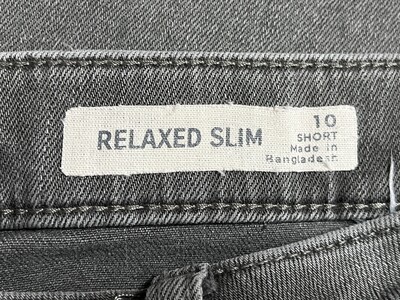 RELAXED SLIM
10
SHORT
Made in
Bangladesh